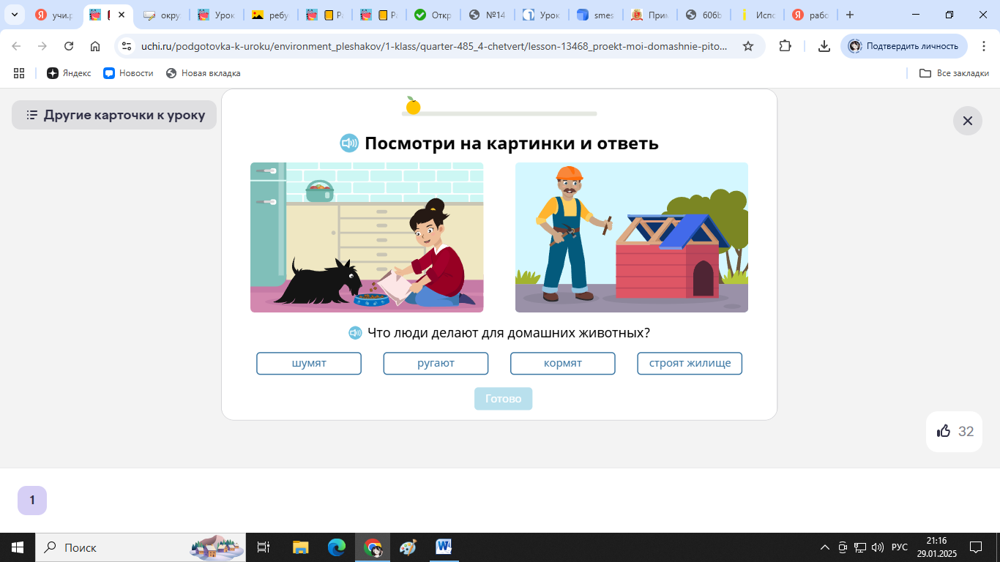 учи.р
окру
Урок
ребу
Ра
Ра
Откр
№14
Урок
smes
Прим
606b
Испо
рабо
uchi.ru/podgotovka-k-uroku/environment_pleshakov/1-klass/quarter-485_4-chetvert/lesson-13468_proekt-moi-domashnie-pito...
Подтвердить личность
Яндекс
Новости
Новая вкладка
Все закладки
Другие карточки к уроку
Посмотри на картинки и ответь
Что люди делают для домашних животных?
шумят
ругают
кормят
строят жилище
Готово
32
1
Поиск
РУС
21:16
29.01.2025